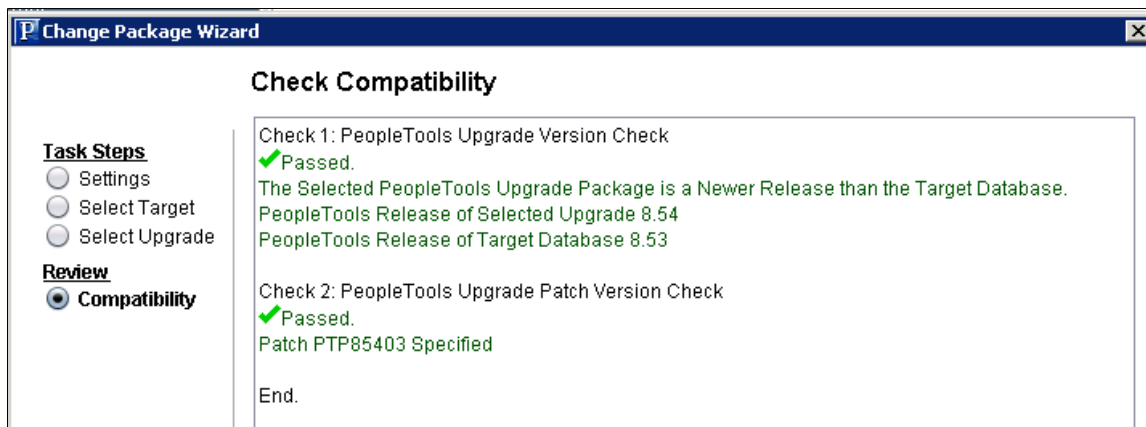 Change Package Wizard
Check Compatibility
Task Steps
Settings
Select Target
Select Upgrade
Review
Compatibility
Check 1: PeopleTools Upgrade Version Check
Passed.
The Selected PeopleTools Upgrade Package is a Newer Release than the Target Database.
PeopleTools Release of Selected Upgrade 8.54
PeopleTools Release of Target Database 8.53
Check 2: PeopleTools Upgrade Patch Version Check
Passed.
Patch PTP85403 Specified
End.